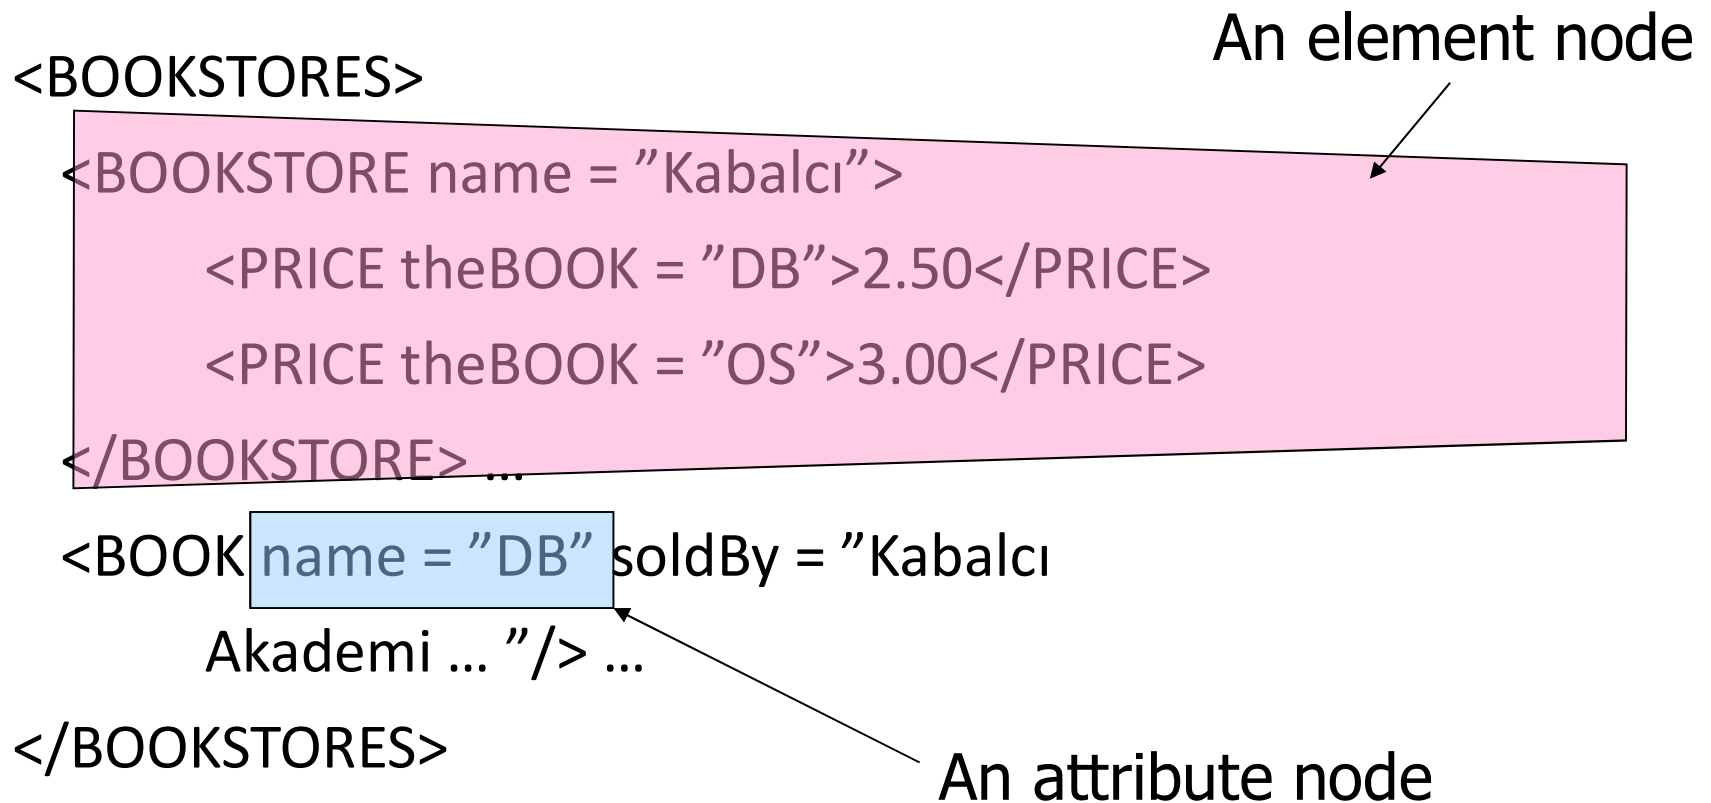 An element node
<BOOKSTORES>
<BOOKSTORE name = ”Kabalcı”>
<PRICE theBOOK = ”DB”>2.50</PRICE>
<PRICE theBOOK = ”OS”>3.00</PRICE>
</BOOKSTORE> …
<BOOK name = ”DB” soldBy = ”Kabalcı
Akademi … ”/> …
</BOOKSTORES>
An attribute node